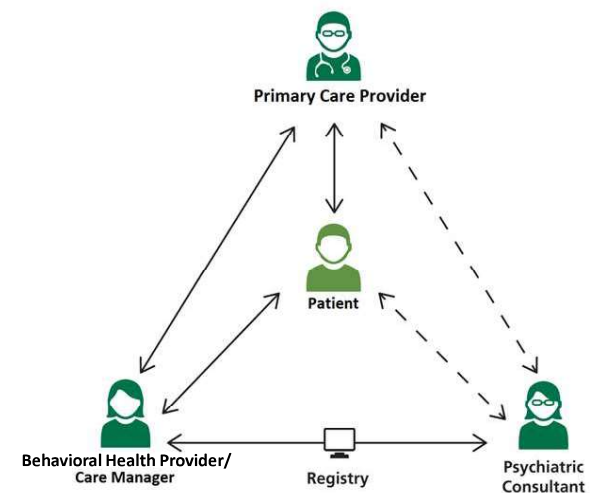 Primary Care Provider
Patient
Behavioral Health Provider/
Care Manager
Registry
Psychiatric
Consultant